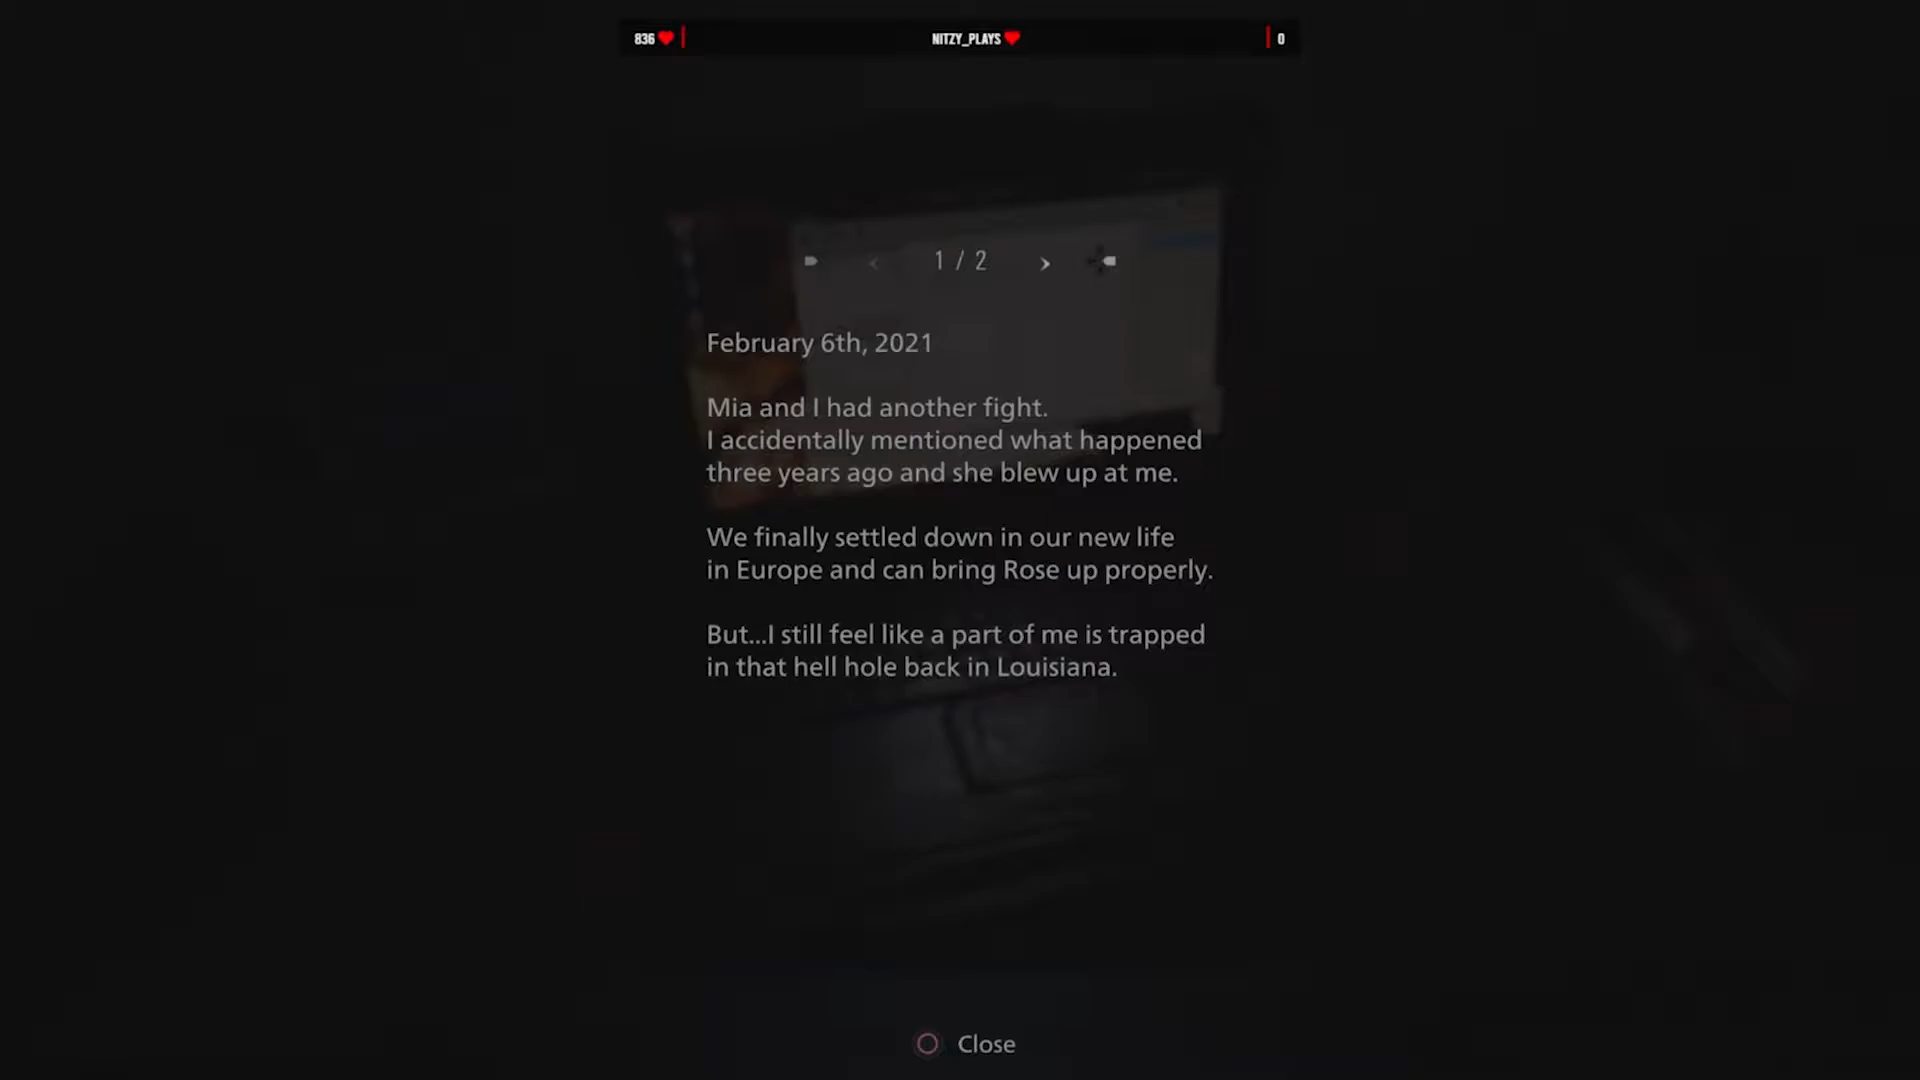 836 NITZY_PLAYS 0
1 / 2
February 6th, 2021
Mia and I had another fight.
I accidentally mentioned what happened
three years ago and she blew up at me.
We finally settled down in our new life
in Europe and can bring Rose up properly.
But...I still feel like a part of me is trapped
in that hell hole back in Louisiana.
Close